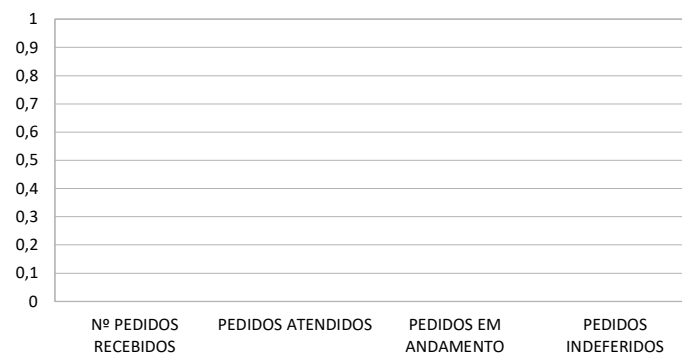 1
0,9
0,8
0,7
0,6
0,5
0,4
0,3
0,2
0,1
0
Nº PEDIDOS
RECEBIDOS
PEDIDOS ATENDIDOS
PEDIDOS EM
ANDAMENTO
PEDIDOS
INDEFERIDOS